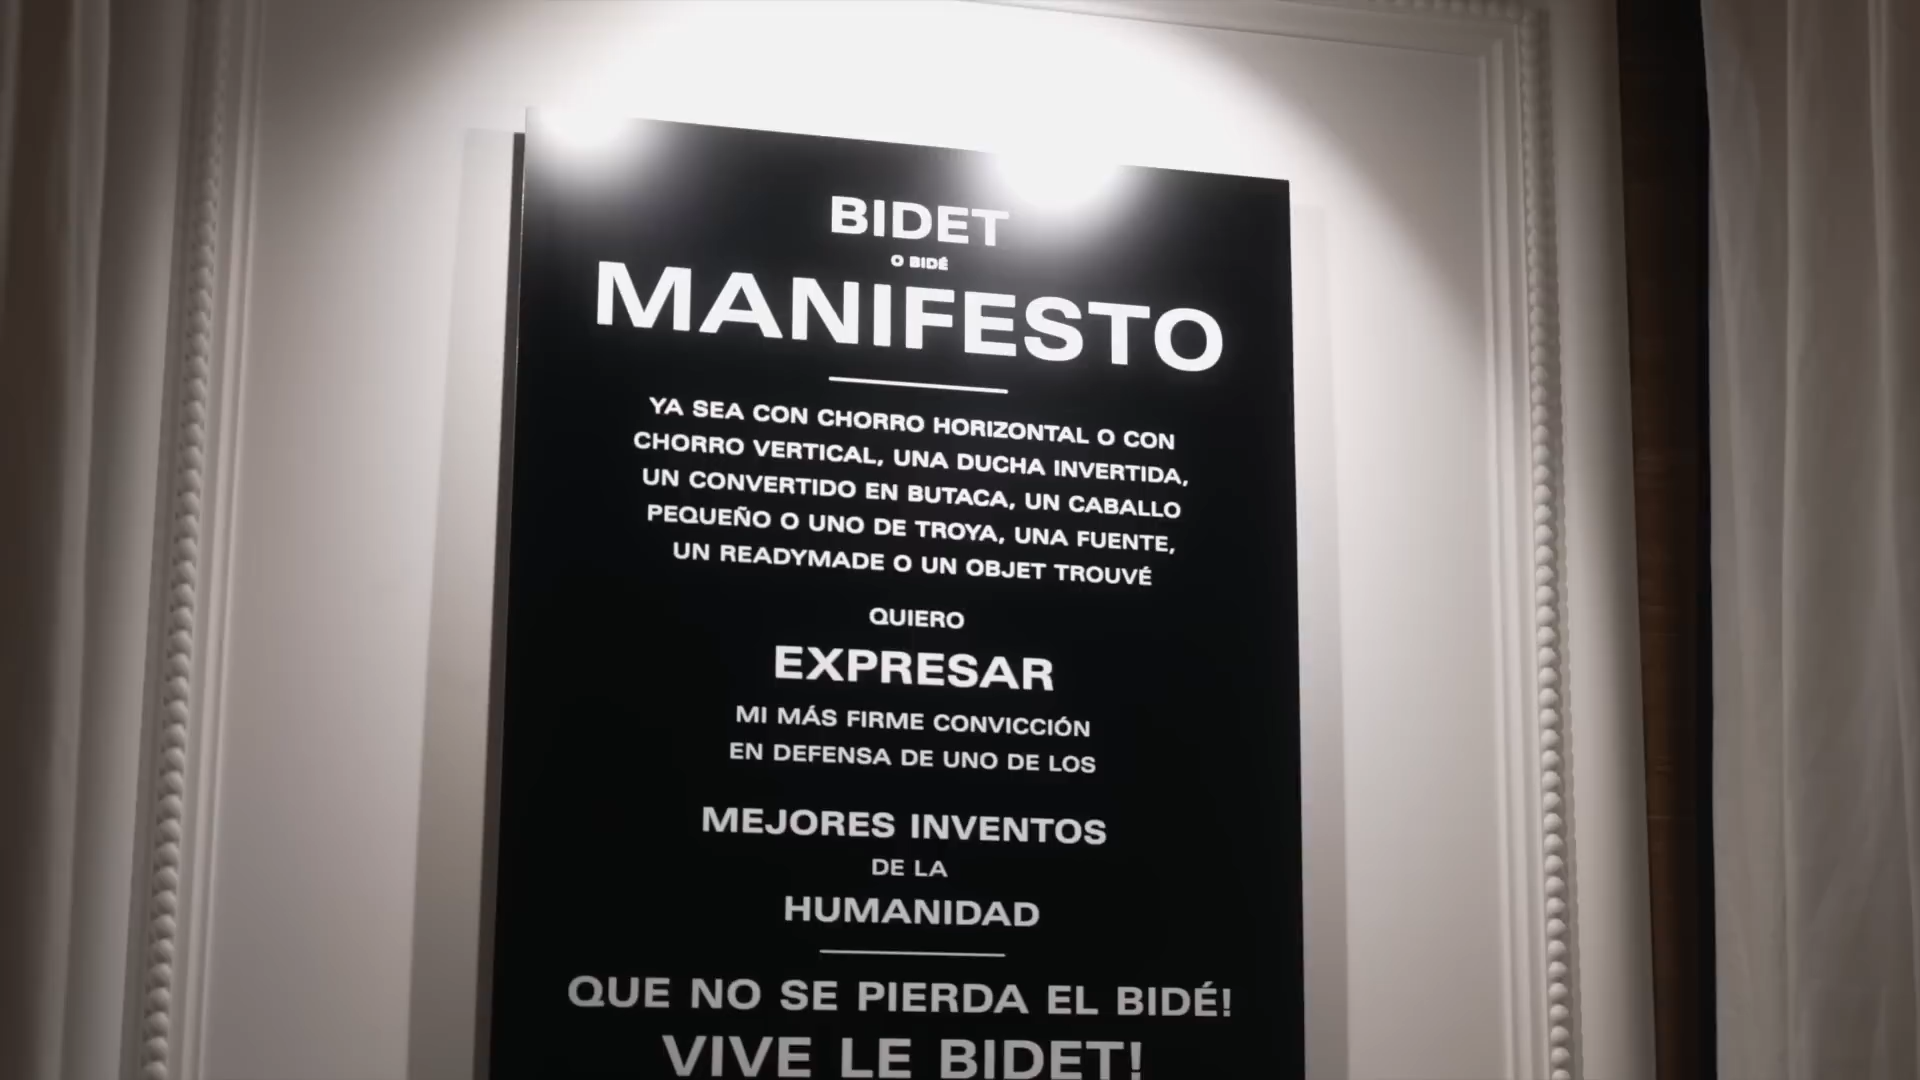 BIDET
O BIDÉ
MANIFESTO
YA SEA CON CHORRO HORIZONTAL O CON
CHORRO VERTICAL, UNA DUCHA INVERTIDA,
UN CONVERTIDO EN BUTACA, UN CABALLO
PEQUEÑO O UNO DE TROYA, UNA FUENTE,
UN READYMADE O UN OBJET TROUVÉ
QUIERO
EXPRESAR
MI MÁS FIRME CONVICCIÓN
EN DEFENSA DE UNO DE LOS
MEJORES INVENTOS
DE LA
HUMANIDAD
QUE NO SE PIERDA EL BIDÉ!
VIVE LE BIDET!